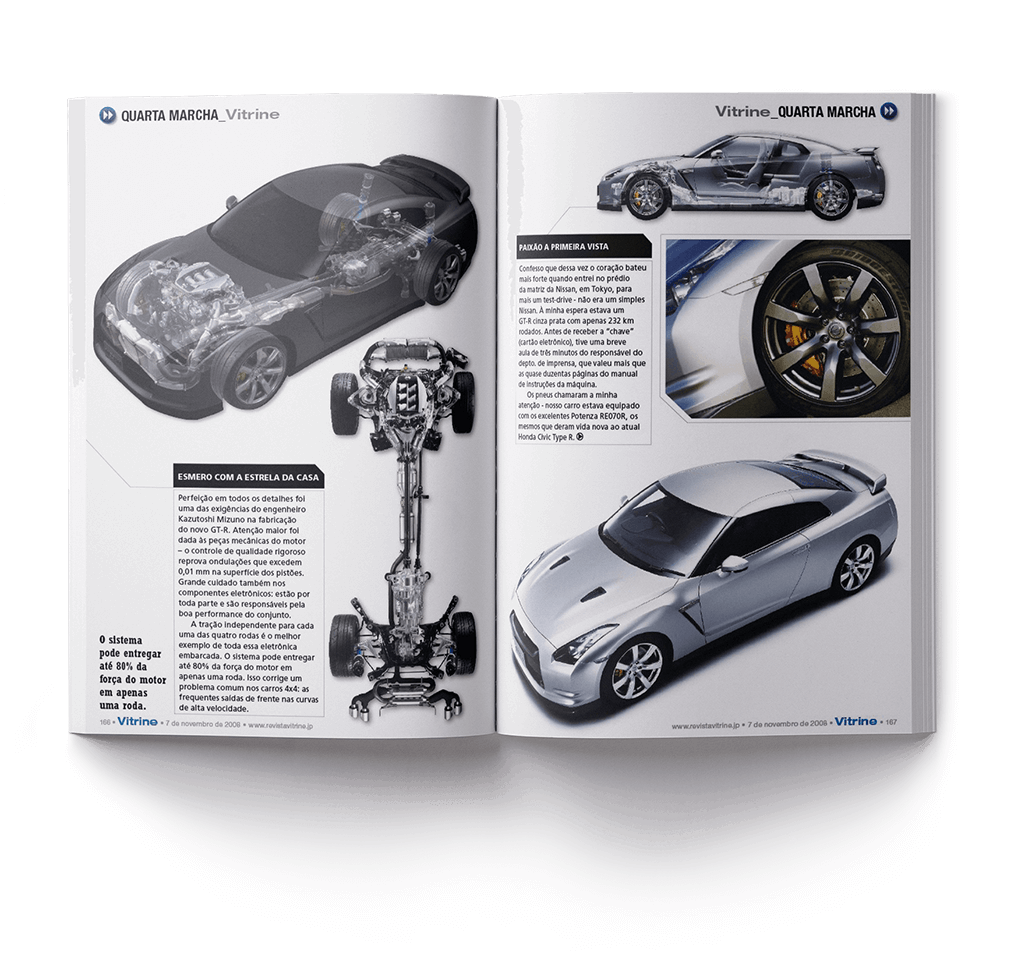 QUARTA MARCHA_Vitrine
ESMERO COM A ESTRELA DA CASA
Perfeição em todos os detalhes foi
uma das exigências do engenheiro
Kazutoshi Mizuno na fabricação
do novo GT-R. Atenção maior foi
dada às peças mecânicas do motor
– o controle de qualidade rigoroso
reprova ondulações que excedem
0,01 mm na superfície dos pistões.
Grande cuidado também nos
componentes eletrônicos: estão por
toda parte e são responsáveis pela
boa performance do conjunto.
A tração independente para cada
uma das quatro rodas é o melhor
exemplo de toda essa eletrônica
embarcada. O sistema pode entregar
até 80% da força do motor em
apenas uma roda. Isso corrige um
problema comum nos carros 4x4: as
frequentes saídas de frente nas curvas
de alta velocidade.
O sistema
pode entregar
até 80% da
força do motor
em apenas
uma roda.
166 • Vitrine • 7 de novembro de 2008 • www.revistavitrine.jp
Vitrine_QUARTA MARCHA
PAIXÃO A PRIMEIRA VISTA
Confesso que dessa vez o coração bateu
mais forte quando entrei no prédio
da matriz da Nissan, em Tokyo, para
mais um test-drive - não era um simples
Nissan. À minha espera estava um
GT-R cinza prata com apenas 232 km
rodados. Antes de receber a “chave”
(cartão eletrônico), tive uma breve
aula de três minutos do responsável do
depto. de imprensa, que valeu mais que
as quase duzentas páginas do manual
de instruções da máquina.
Os pneus chamaram a minha
atenção - nosso carro estava equipado
com os excelentes Potenza RE070R, os
mesmos que deram vida nova ao atual
Honda Civic Type R.
www.revistavitrine.jp • 7 de novembro de 2008 • Vitrine • 167